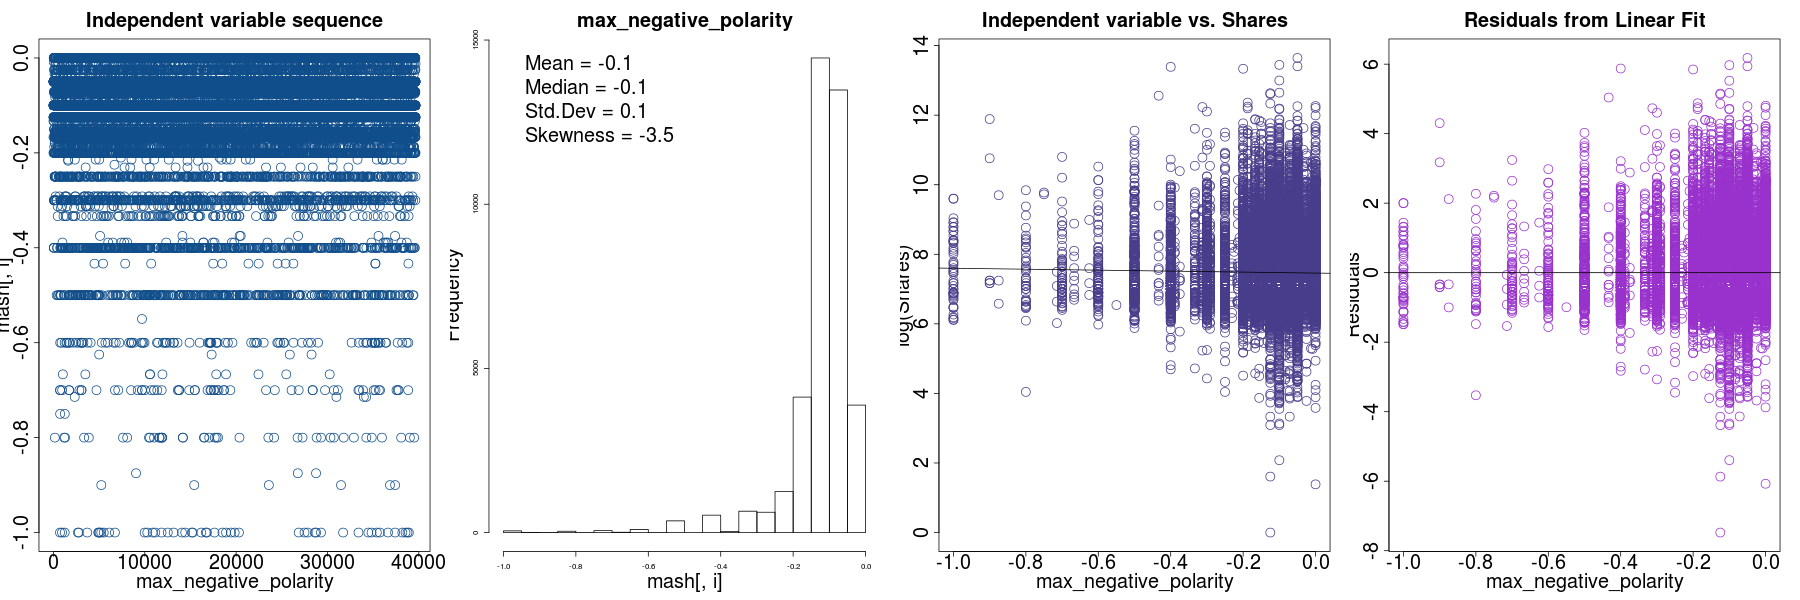 Independent variable sequence
0.0
-0.2
-0.4
-0.6
-0.8
-1.0
mash[, i]
0 10000 20000 30000 40000
max_negative_polarity
max_negative_polarity
Mean = -0.1
Median = -0.1
Std.Dev = 0.1
Skewness = -3.5
15000
10000
5000
0
Frequency
-1.0 -0.8 -0.6 -0.4 -0.2 0.0
mash[, i]
Independent variable vs. Shares
14
12
10
8
6
4
2
0
log(Shares)
-1.0 -0.8 -0.6 -0.4 -0.2 0.0
max_negative_polarity
Residuals from Linear Fit
6
4
2
0
-2
-4
-6
-8
Residuals
-1.0 -0.8 -0.6 -0.4 -0.2 0.0
max_negative_polarity